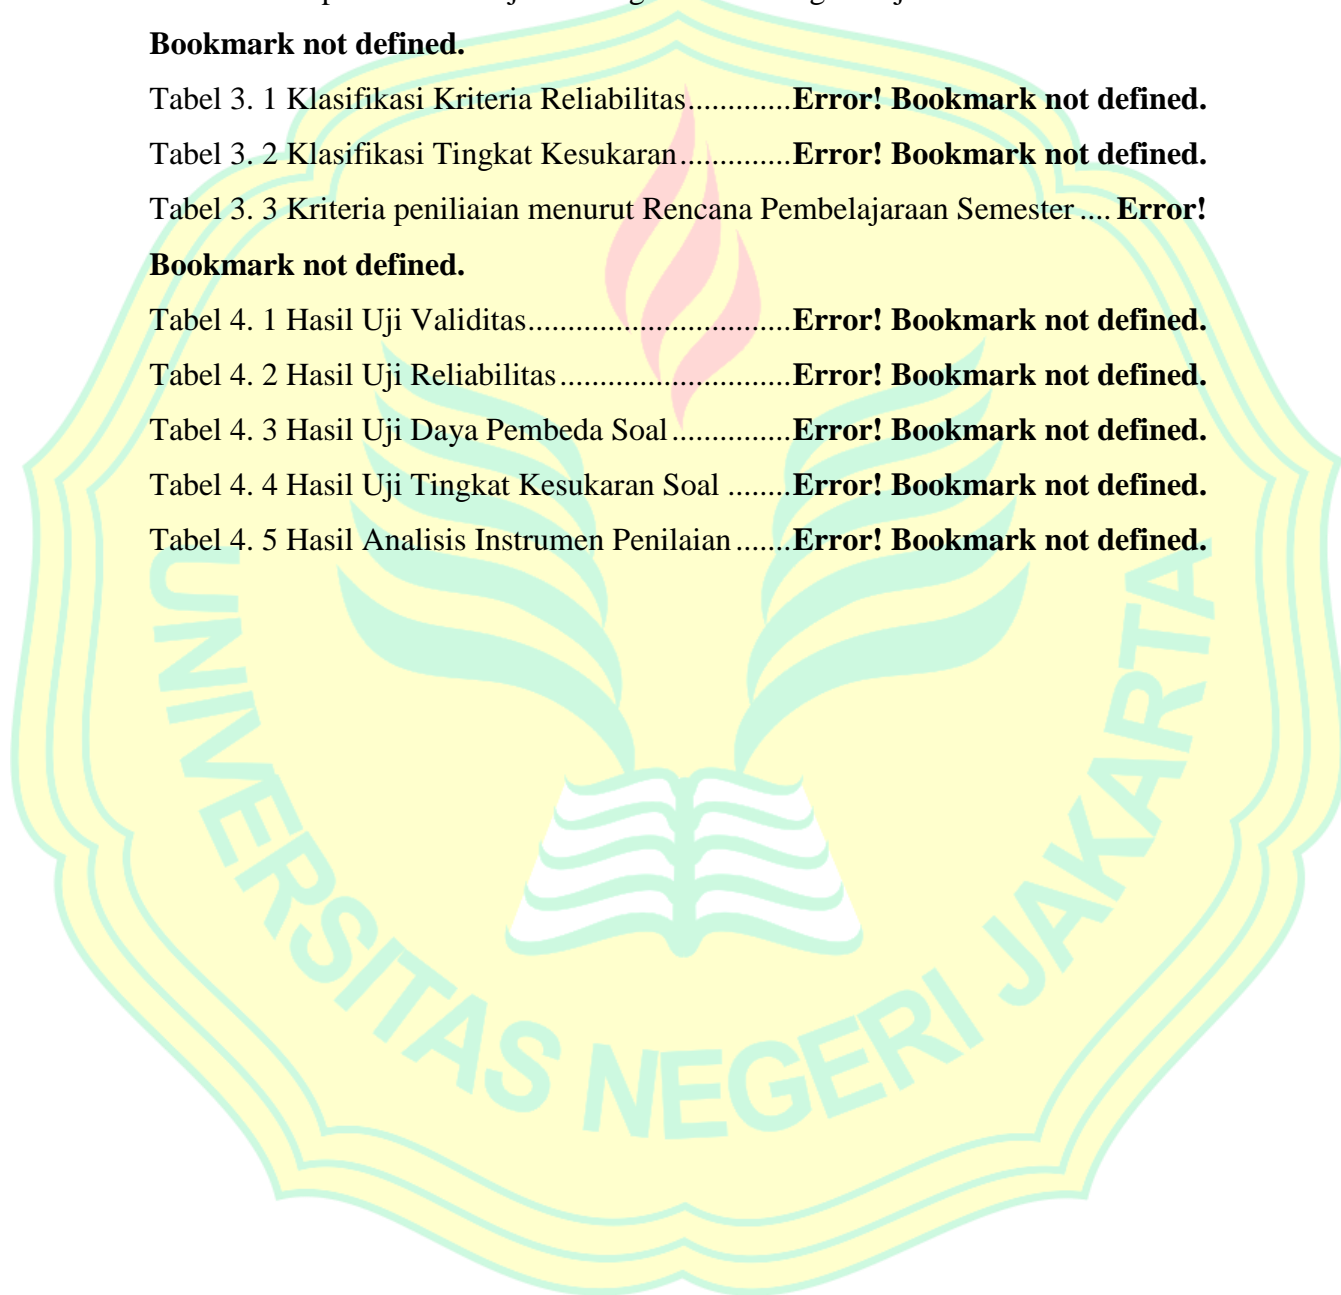 Bookmark not defined.
Tabel 3. 1 Klasifikasi Kriteria Reliabilitas.............Error! Bookmark not defined.
Tabel 3. 2 Klasifikasi Tingkat Kesukaran..............Error! Bookmark not defined.
Tabel 3. 3 Kriteria peniliaian menurut Rencana Pembelajaraan Semester .... Error!
Bookmark not defined.
Tabel 4. 1 Hasil Uji Validitas.................................Error! Bookmark not defined.
Tabel 4. 2 Hasil Uji Reliabilitas.............................Error! Bookmark not defined.
Tabel 4. 3 Hasil Uji Daya Pembeda Soal...............Error! Bookmark not defined.
Tabel 4. 4 Hasil Uji Tingkat Kesukaran Soal ........Error! Bookmark not defined.
Tabel 4. 5 Hasil Analisis Instrumen Penilaian.......Error! Bookmark not defined.
UNIVERSITAS NEGERI JAKARTA